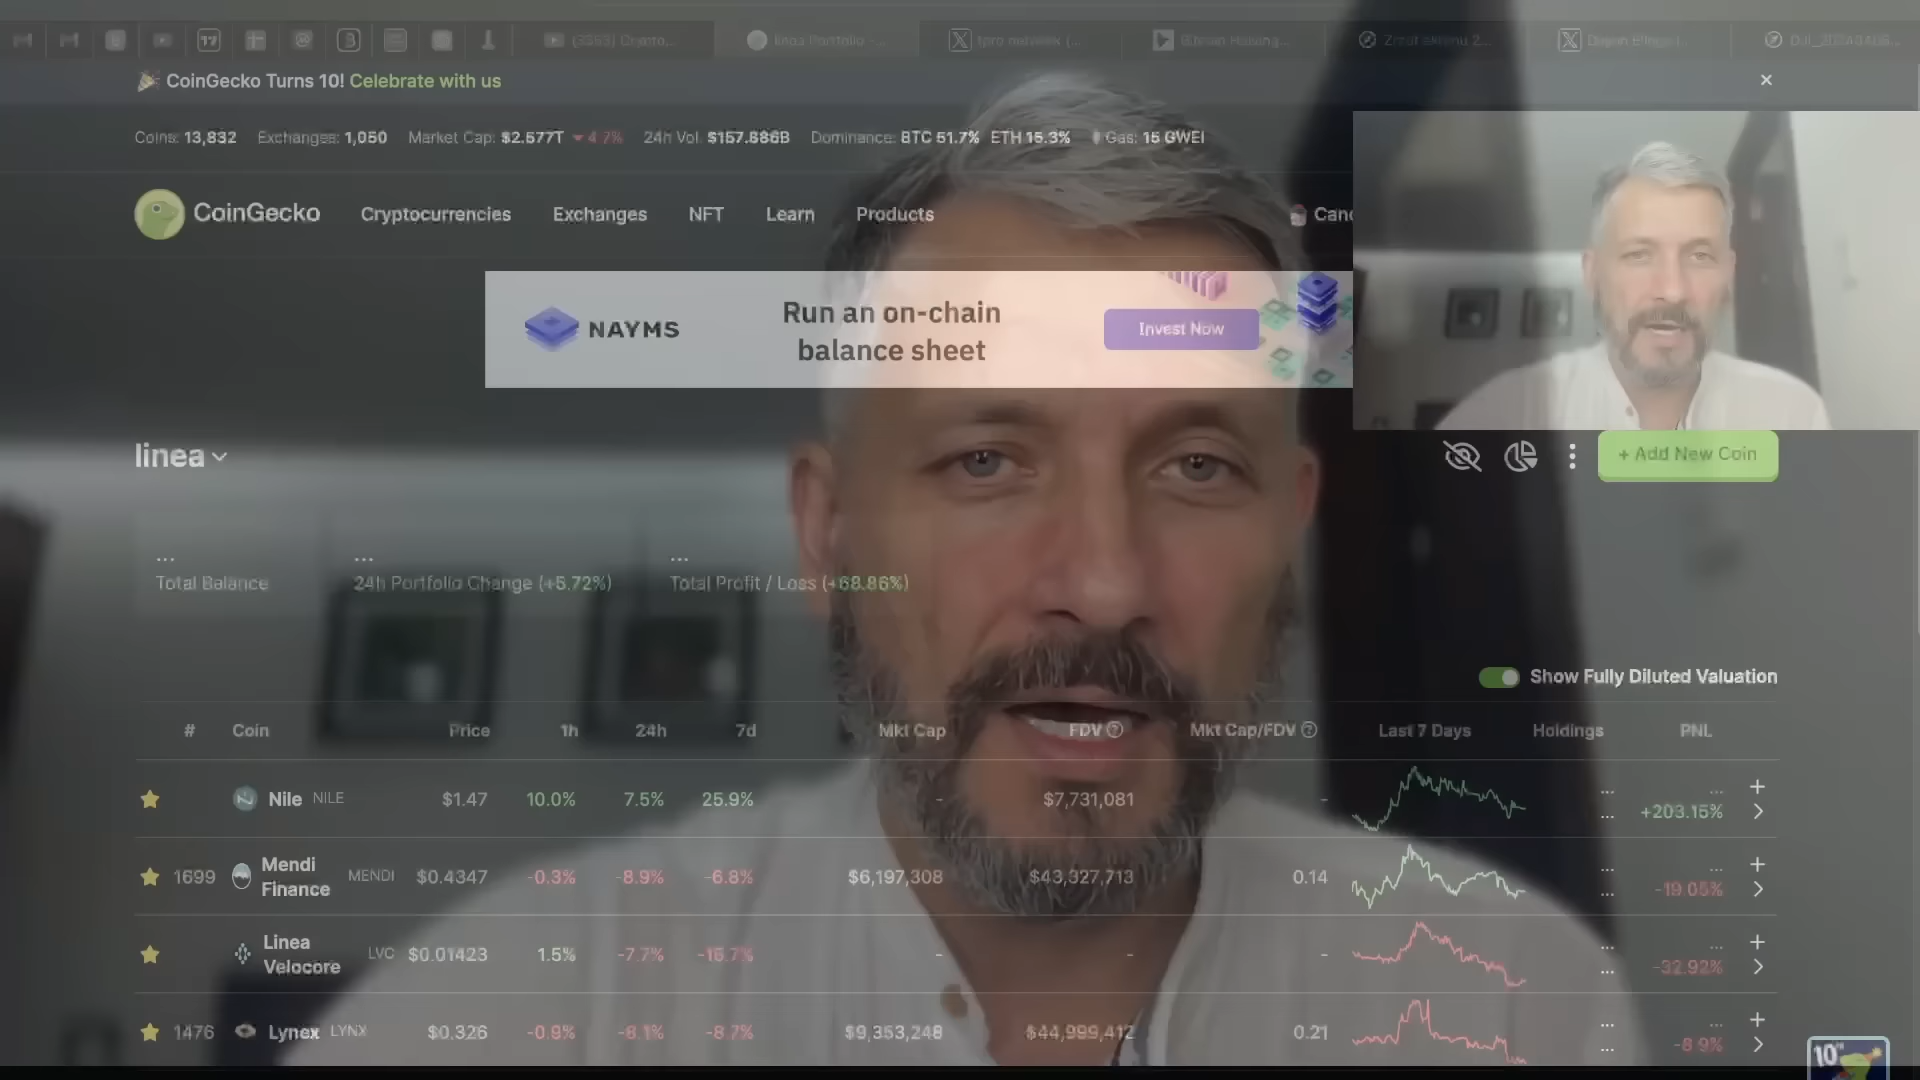 CoinGecko Turns 10! Celebrate with us
Coins: 13,832 Exchanges: 1,050 Market Cap: $2.577T 4.7% 24h Vol: $157.886B Dominance: BTC 51.7% ETH 15.3% Gas: 15 GWEI
CoinGecko Cryptocurrencies Exchanges NFT Learn Products
NAYMS
Run an on-chain
balance sheet
Invest Now
linea
+ Add New Coin
... ... ...
Total Balance 24h Portfolio Change (+5.72%) Total Profit / Loss (+68.86%)
Show Fully Diluted Valuation
# Coin Price 1h 24h 7d Mkt Cap FDV Mkt Cap/FDV Last 7 Days Holdings PNL
Nile NILE $1.47 10.0% 7.5% 25.9% - $7,731,081 - +203.15%
1699 Mendi Finance MENDI $0.4347 -0.3% -8.9% -6.8% $6,197,308 $43,327,713 0.14 -19.05%
Linea Velocore LVC $0.01423 1.5% -7.7% -15.7% - - - -32.92%
1476 Lynex LYNX $0.326 -0.9% -8.1% -8.7% $9,353,248 $44,999,412 0.21 -8.9%
10